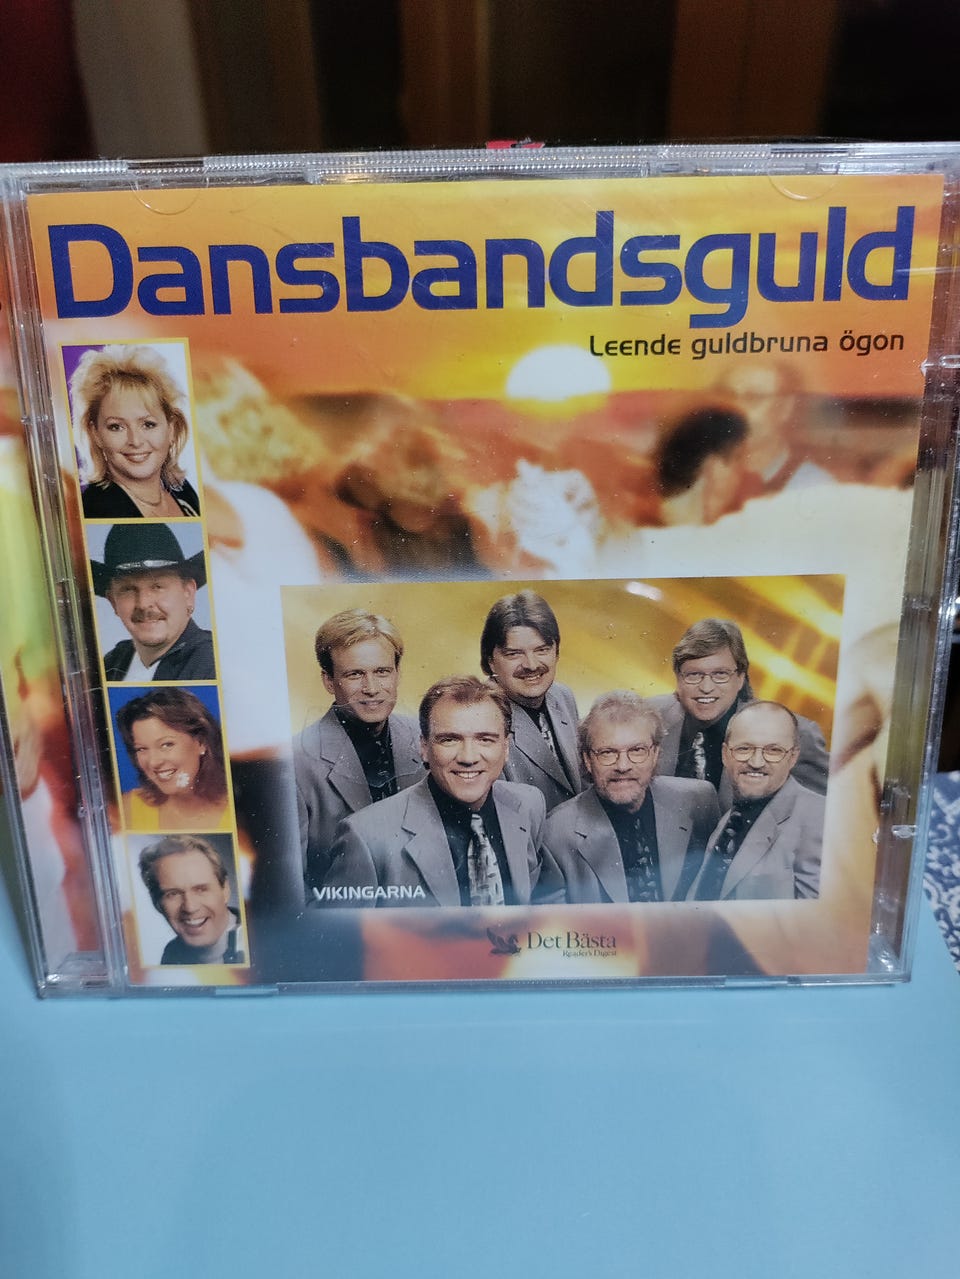 Dansbandsguld
Leende guldbruna ögon
VIKINGARNA
Det Bästa
Reader's Digest